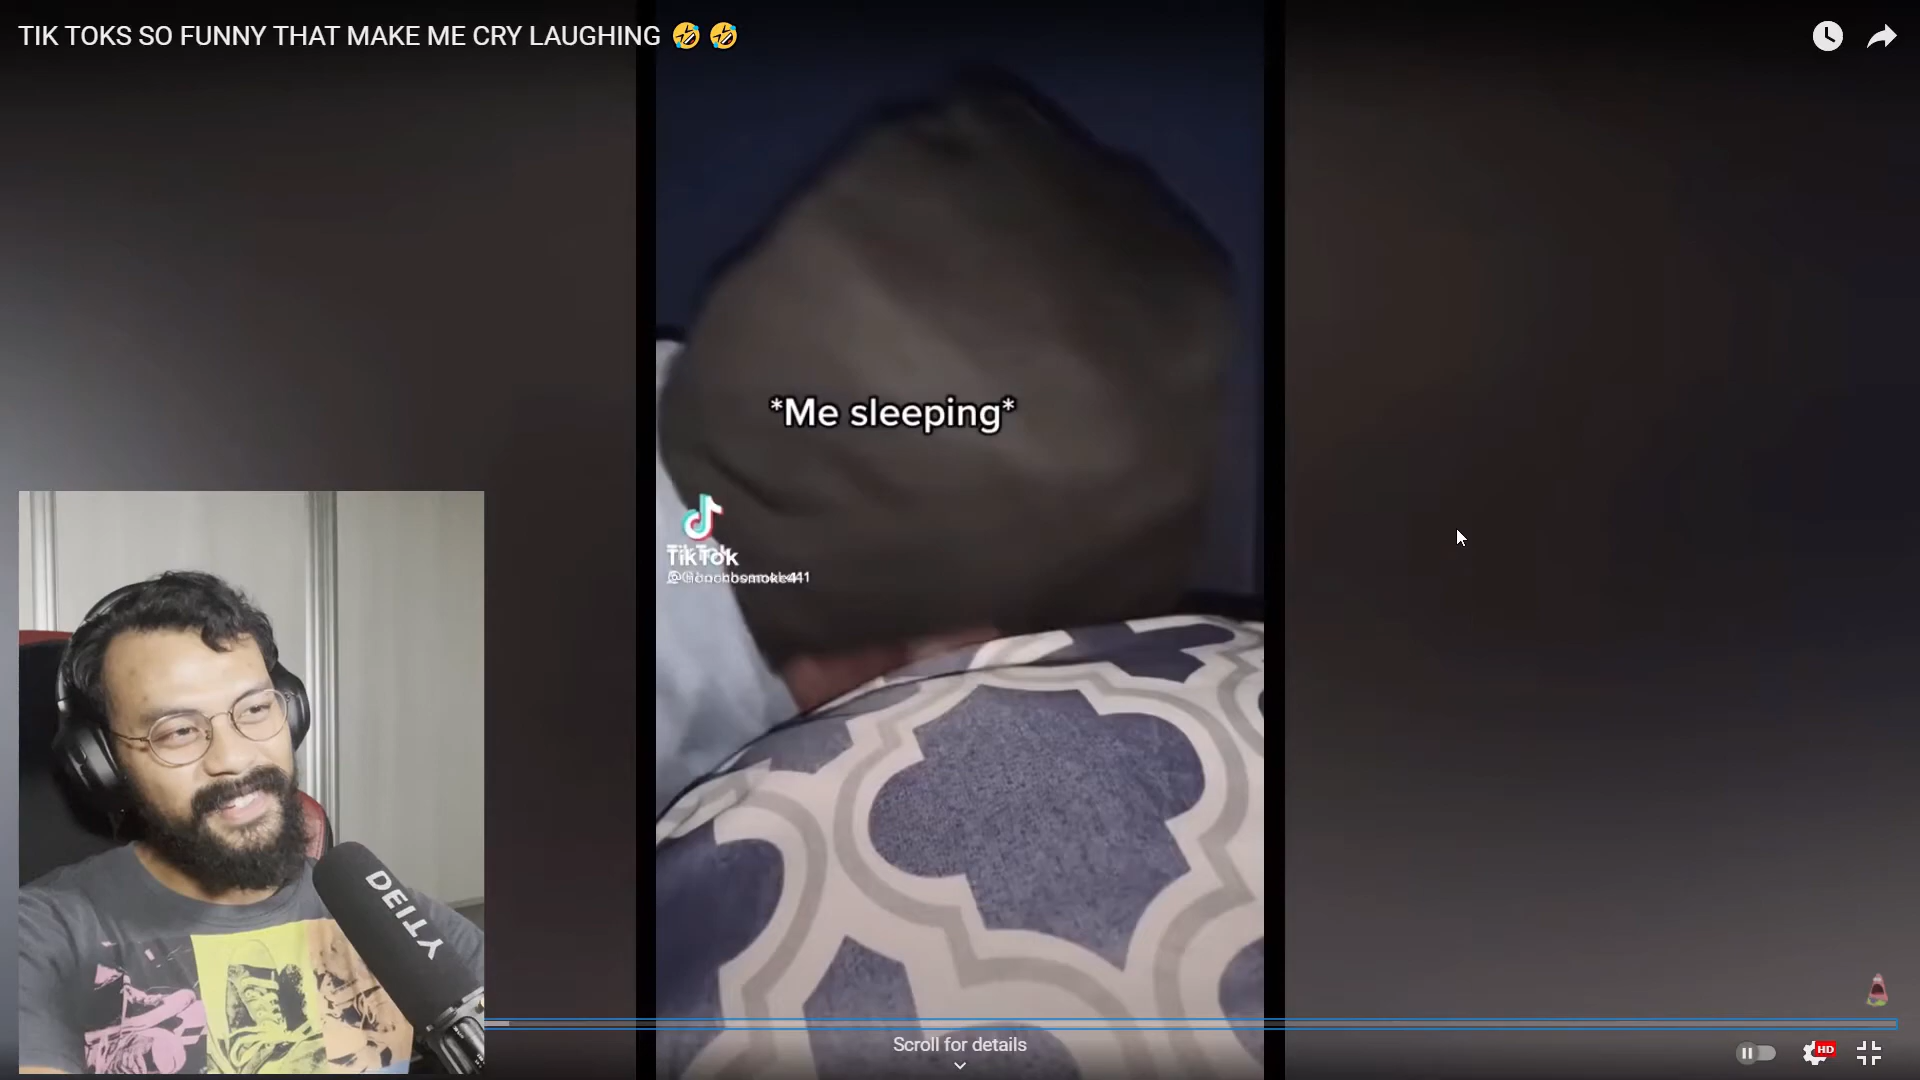 TIK TOKS SO FUNNY THAT MAKE ME CRY LAUGHING 🤣 🤣
*Me sleeping*
TikTok
DEITY
Scroll for details
HD